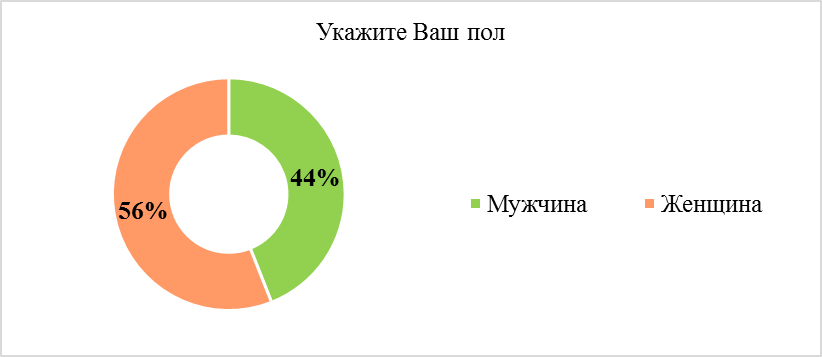 Укажите Ваш пол
44%
56%
Мужчина
Женщина